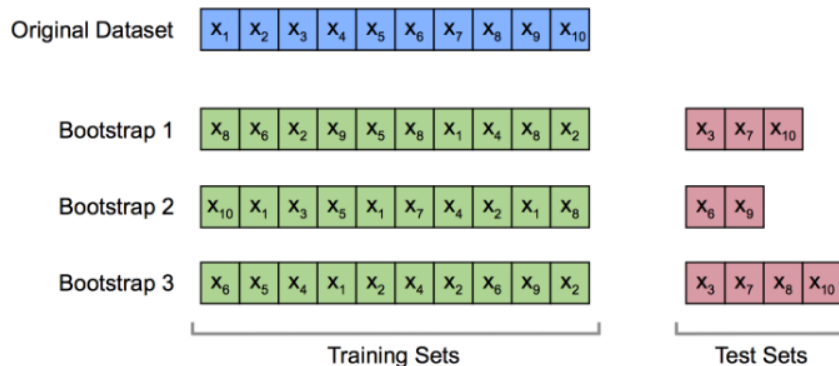 Original Dataset x₁ x₂ x₃ x₄ x₅ x₆ x₇ x₈ x₉ x₁₀
Bootstrap 1 x₈ x₆ x₂ x₉ x₅ x₈ x₁ x₄ x₈ x₂ x₃ x₇ x₁₀
Bootstrap 2 x₁₀ x₁ x₃ x₅ x₁ x₇ x₄ x₂ x₁ x₈ x₆ x₉
Bootstrap 3 x₆ x₅ x₄ x₁ x₂ x₄ x₂ x₆ x₉ x₂ x₃ x₇ x₈ x₁₀
Training Sets Test Sets